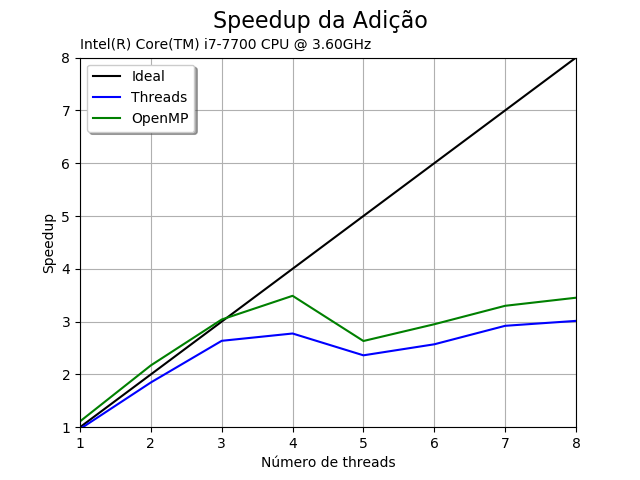 Speedup da Adição
Intel(R) Core(TM) i7-7700 CPU @ 3.60GHz
8
7
6
5
4
3
2
1
Speedup
Ideal
Threads
OpenMP
1 2 3 4 5 6 7 8
Número de threads